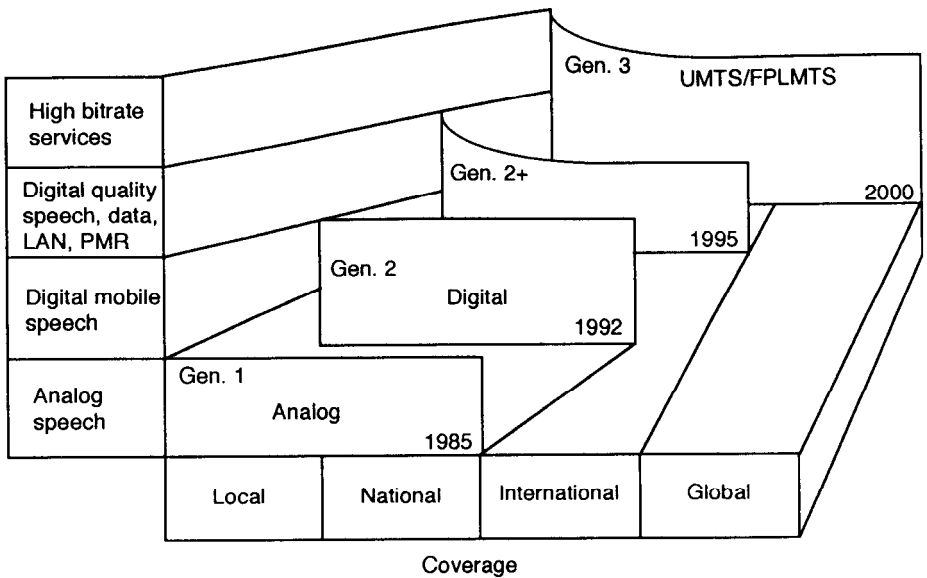 Gen. 3
UMTS/FPLMTS
2000
High bitrate
services
Gen. 2+
1995
Digital quality
speech, data,
LAN, PMR
Gen. 2
Digital
1992
Digital mobile
speech
Gen. 1
Analog
1985
Analog
speech
Local
National
International
Global
Coverage